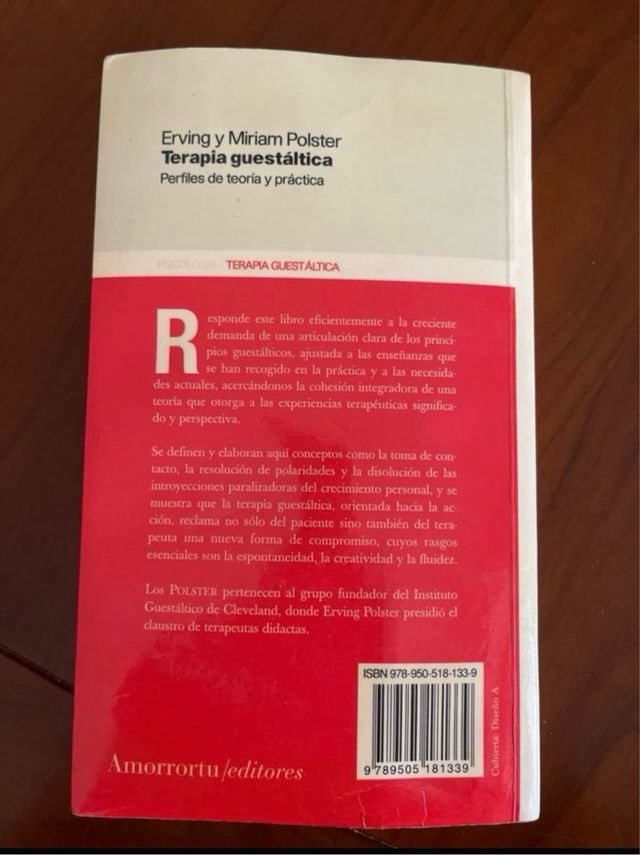 Erving y Miriam Polster
Terapia guestáltica
Perfiles de teoría y práctica
PSICOLOGÍA TERAPIA GUESTÁLTICA
Responde este libro eficientemente a la creciente
demanda de una articulación clara de los princi-
pios guestálticos, ajustada a las enseñanzas que
se han recogido en la práctica y a las necesida-
des actuales, acercándonos la cohesión integradora de una
teoría que otorga a las experiencias terapéuticas significa-
do y perspectiva.
Se definen y elaboran aquí conceptos como la toma de con-
tacto, la resolución de polaridades y la disolución de las
introyecciones paralizadoras del crecimiento personal, y se
muestra que la terapia guestáltica, orientada hacia la ac-
ción, reclama no sólo del paciente sino también del tera-
peuta una nueva forma de compromiso, cuyos rasgos
esenciales son la espontaneidad, la creatividad y la fluidez.
Los POLSTER pertenecen al grupo fundador del Instituto
Guestáltico de Cleveland, donde Erving Polster presidió el
claustro de terapeutas didactas.
ISBN 978-950-518-133-9
9 789505 181339
Cubierta: Diseño A
Amorrortu/editores